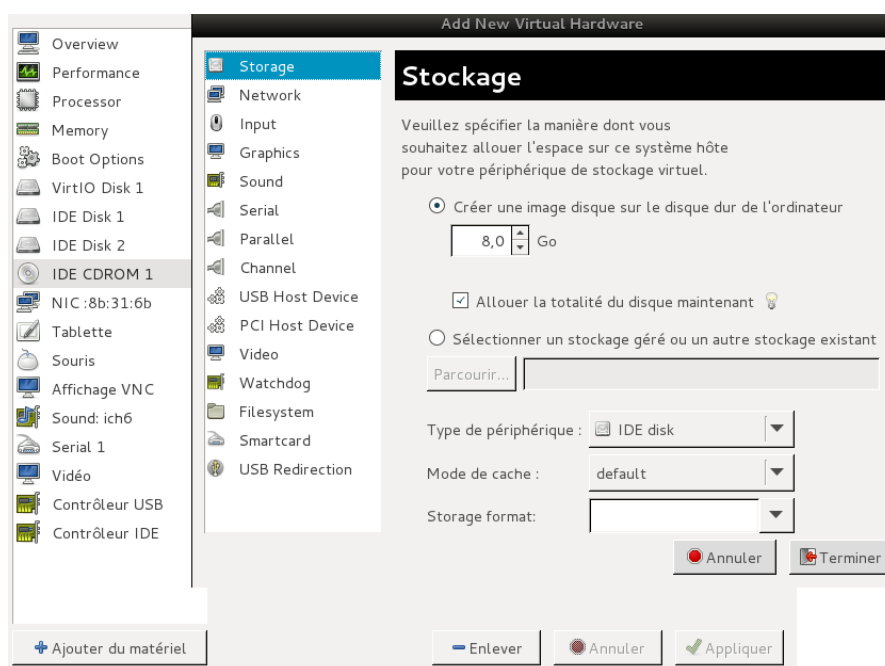 Add New Virtual Hardware
Overview
Performance
Processor
Memory
Boot Options
VirtIO Disk 1
IDE Disk 1
IDE Disk 2
IDE CDROM 1
NIC :8b:31:6b
Tablette
Souris
Affichage VNC
Sound: ich6
Serial 1
Vidéo
Contrôleur USB
Contrôleur IDE
Storage
Network
Input
Graphics
Sound
Serial
Parallel
Channel
USB Host Device
PCI Host Device
Video
Watchdog
Filesystem
Smartcard
USB Redirection
Stockage
Veuillez spécifier la manière dont vous
souhaitez allouer l'espace sur ce système hôte
pour votre périphérique de stockage virtuel.
Créer une image disque sur le disque dur de l'ordinateur
8,0 Go
Allouer la totalité du disque maintenant
Sélectionner un stockage géré ou un autre stockage existant
Parcourir...
Type de périphérique : IDE disk
Mode de cache : default
Storage format:
Annuler Terminer
Ajouter du matériel Enlever Annuler Appliquer